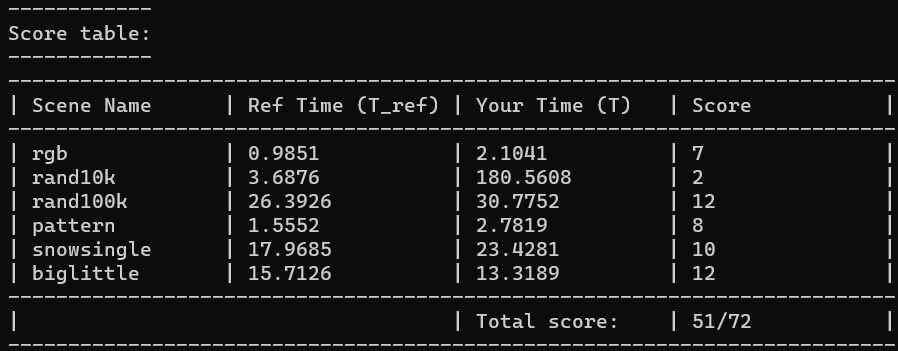 ------------
Score table:
------------
--------------------------------------------------------------------------
| Scene Name      | Ref Time (T_ref) | Your Time (T)   | Score           |
--------------------------------------------------------------------------
| rgb             | 0.9851           | 2.1041          | 7               |
| rand10k         | 3.6876           | 180.5608        | 2               |
| rand100k        | 26.3926          | 30.7752         | 12              |
| pattern         | 1.5552           | 2.7819          | 8               |
| snowsingle      | 17.9685          | 23.4281         | 10              |
| biglittle       | 15.7126          | 13.3189         | 12              |
--------------------------------------------------------------------------
|                                    | Total score:    | 51/72           |
--------------------------------------------------------------------------